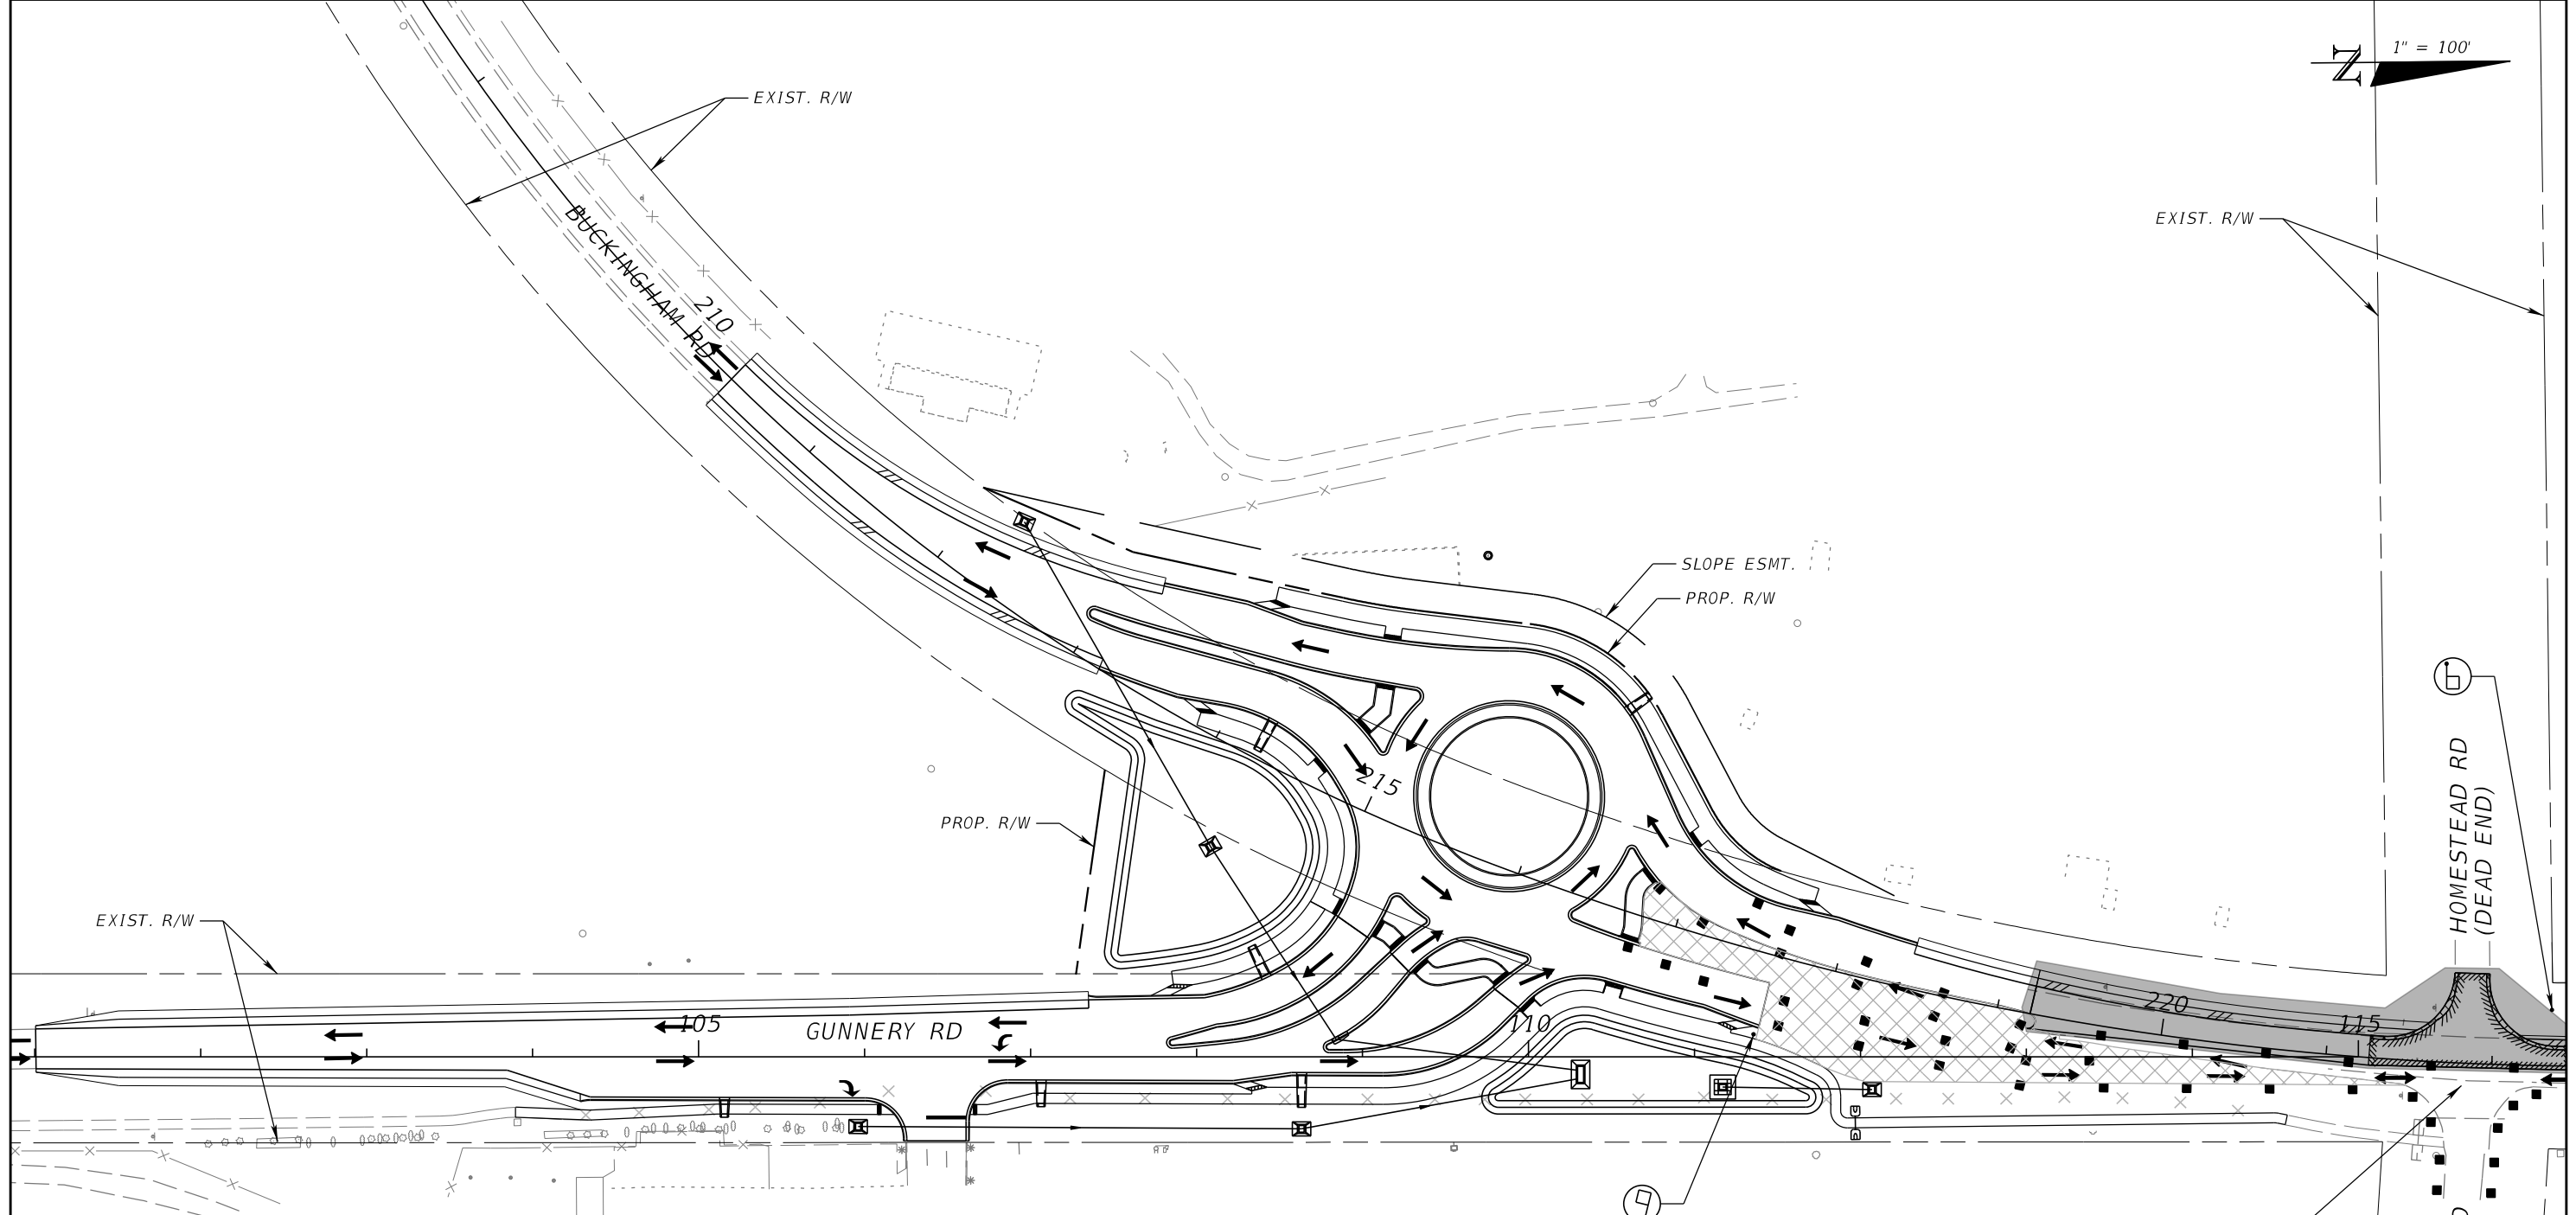 N
1" = 100'
EXIST. R/W
EXIST. R/W
BUCKINGHAM RD
210
SLOPE ESMT.
PROP. R/W
215
PROP. R/W
HOMESTEAD RD
(DEAD END)
EXIST. R/W
105
GUNNERY RD
110
220
115